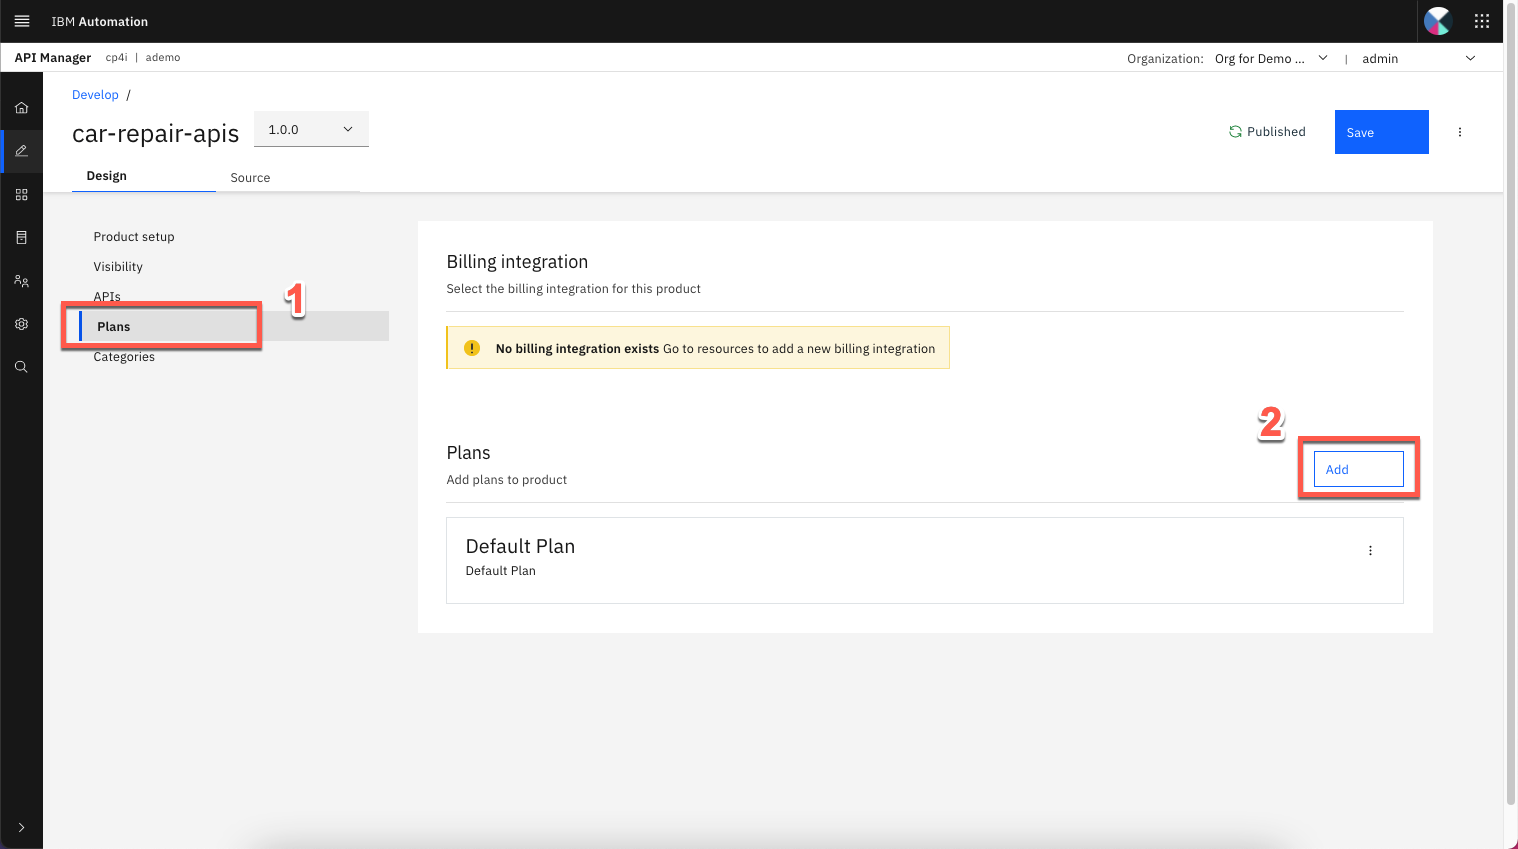 IBM Automation
API Manager cp4i | ademo
Organization: Org for Demo ... | admin
Develop /
car-repair-apis 1.0.0
Published
Save
Design
Source
Product setup
Visibility
APIs
Plans
Categories
1
Billing integration
Select the billing integration for this product
No billing integration exists Go to resources to add a new billing integration
2
Plans
Add plans to product
Add
Default Plan
Default Plan